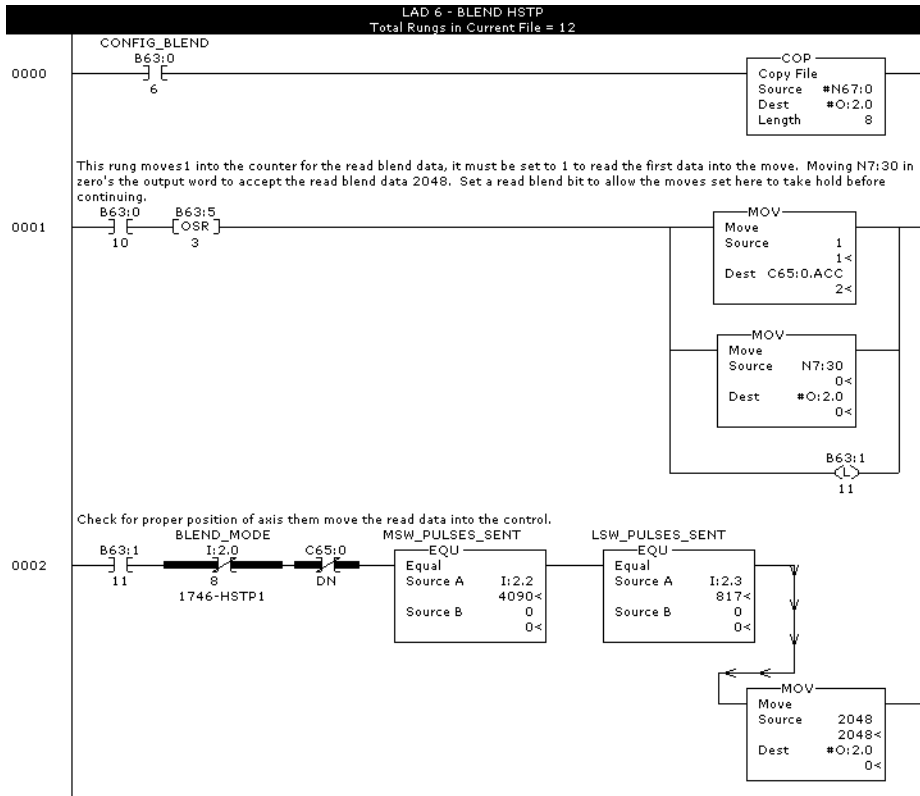 LAD 6 - BLEND HSTP
Total Rungs in Current File = 12
CONFIG_BLEND
B63:0
0000
6
COP
Copy File
Source #N67:0
Dest #O:2.0
Length 8
This rung moves1 into the counter for the read blend data, it must be set to 1 to read the first data into the move. Moving N7:30 in
zero's the output word to accept the read blend data 2048. Set a read blend bit to allow the moves set here to take hold before
continuing.
B63:0 B63:5
0001
OSR
10 3
MOV
Move
Source 1
1<
Dest C65:0.ACC
2<
MOV
Move
Source N7:30
0<
Dest #O:2.0
0<
B63:1
L
11
Check for proper position of axis them move the read data into the control.
BLEND_MODE MSW_PULSES_SENT LSW_PULSES_SENT
B63:1 I:2.0 C65:0
0002
11 8 DN
1746-HSTP1
EQU
Equal
Source A I:2.2
4090<
Source B 0
0<
EQU
Equal
Source A I:2.3
817<
Source B 0
0<
MOV
Move
Source 2048
2048<
Dest #O:2.0
0<